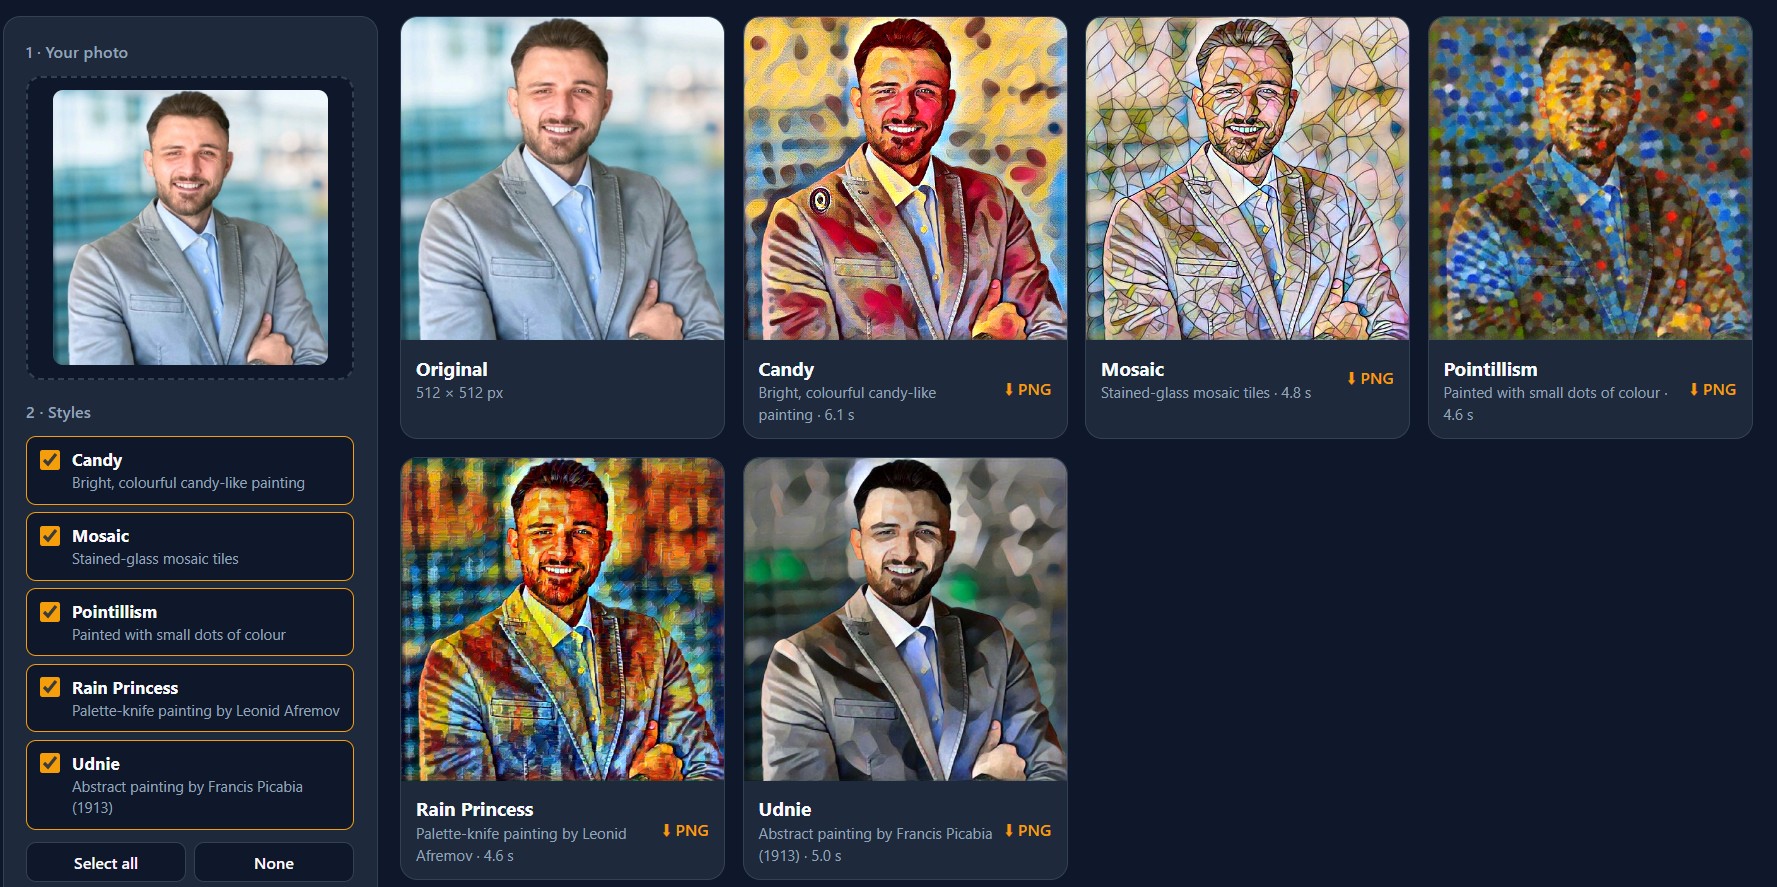 1 · Your photo
2 · Styles
Candy
Bright, colourful candy-like painting
Mosaic
Stained-glass mosaic tiles
Pointillism
Painted with small dots of colour
Rain Princess
Palette-knife painting by Leonid Afremov
Udnie
Abstract painting by Francis Picabia
(1913)
Select all
None
Original
512 × 512 px
Candy
Bright, colourful candy-like
painting · 6.1 s
⬇ PNG
Mosaic
Stained-glass mosaic tiles · 4.8 s
⬇ PNG
Pointillism
Painted with small dots of colour ·
4.6 s
⬇ PNG
Rain Princess
Palette-knife painting by Leonid
Afremov · 4.6 s
⬇ PNG
Udnie
Abstract painting by Francis Picabia
(1913) · 5.0 s
⬇ PNG